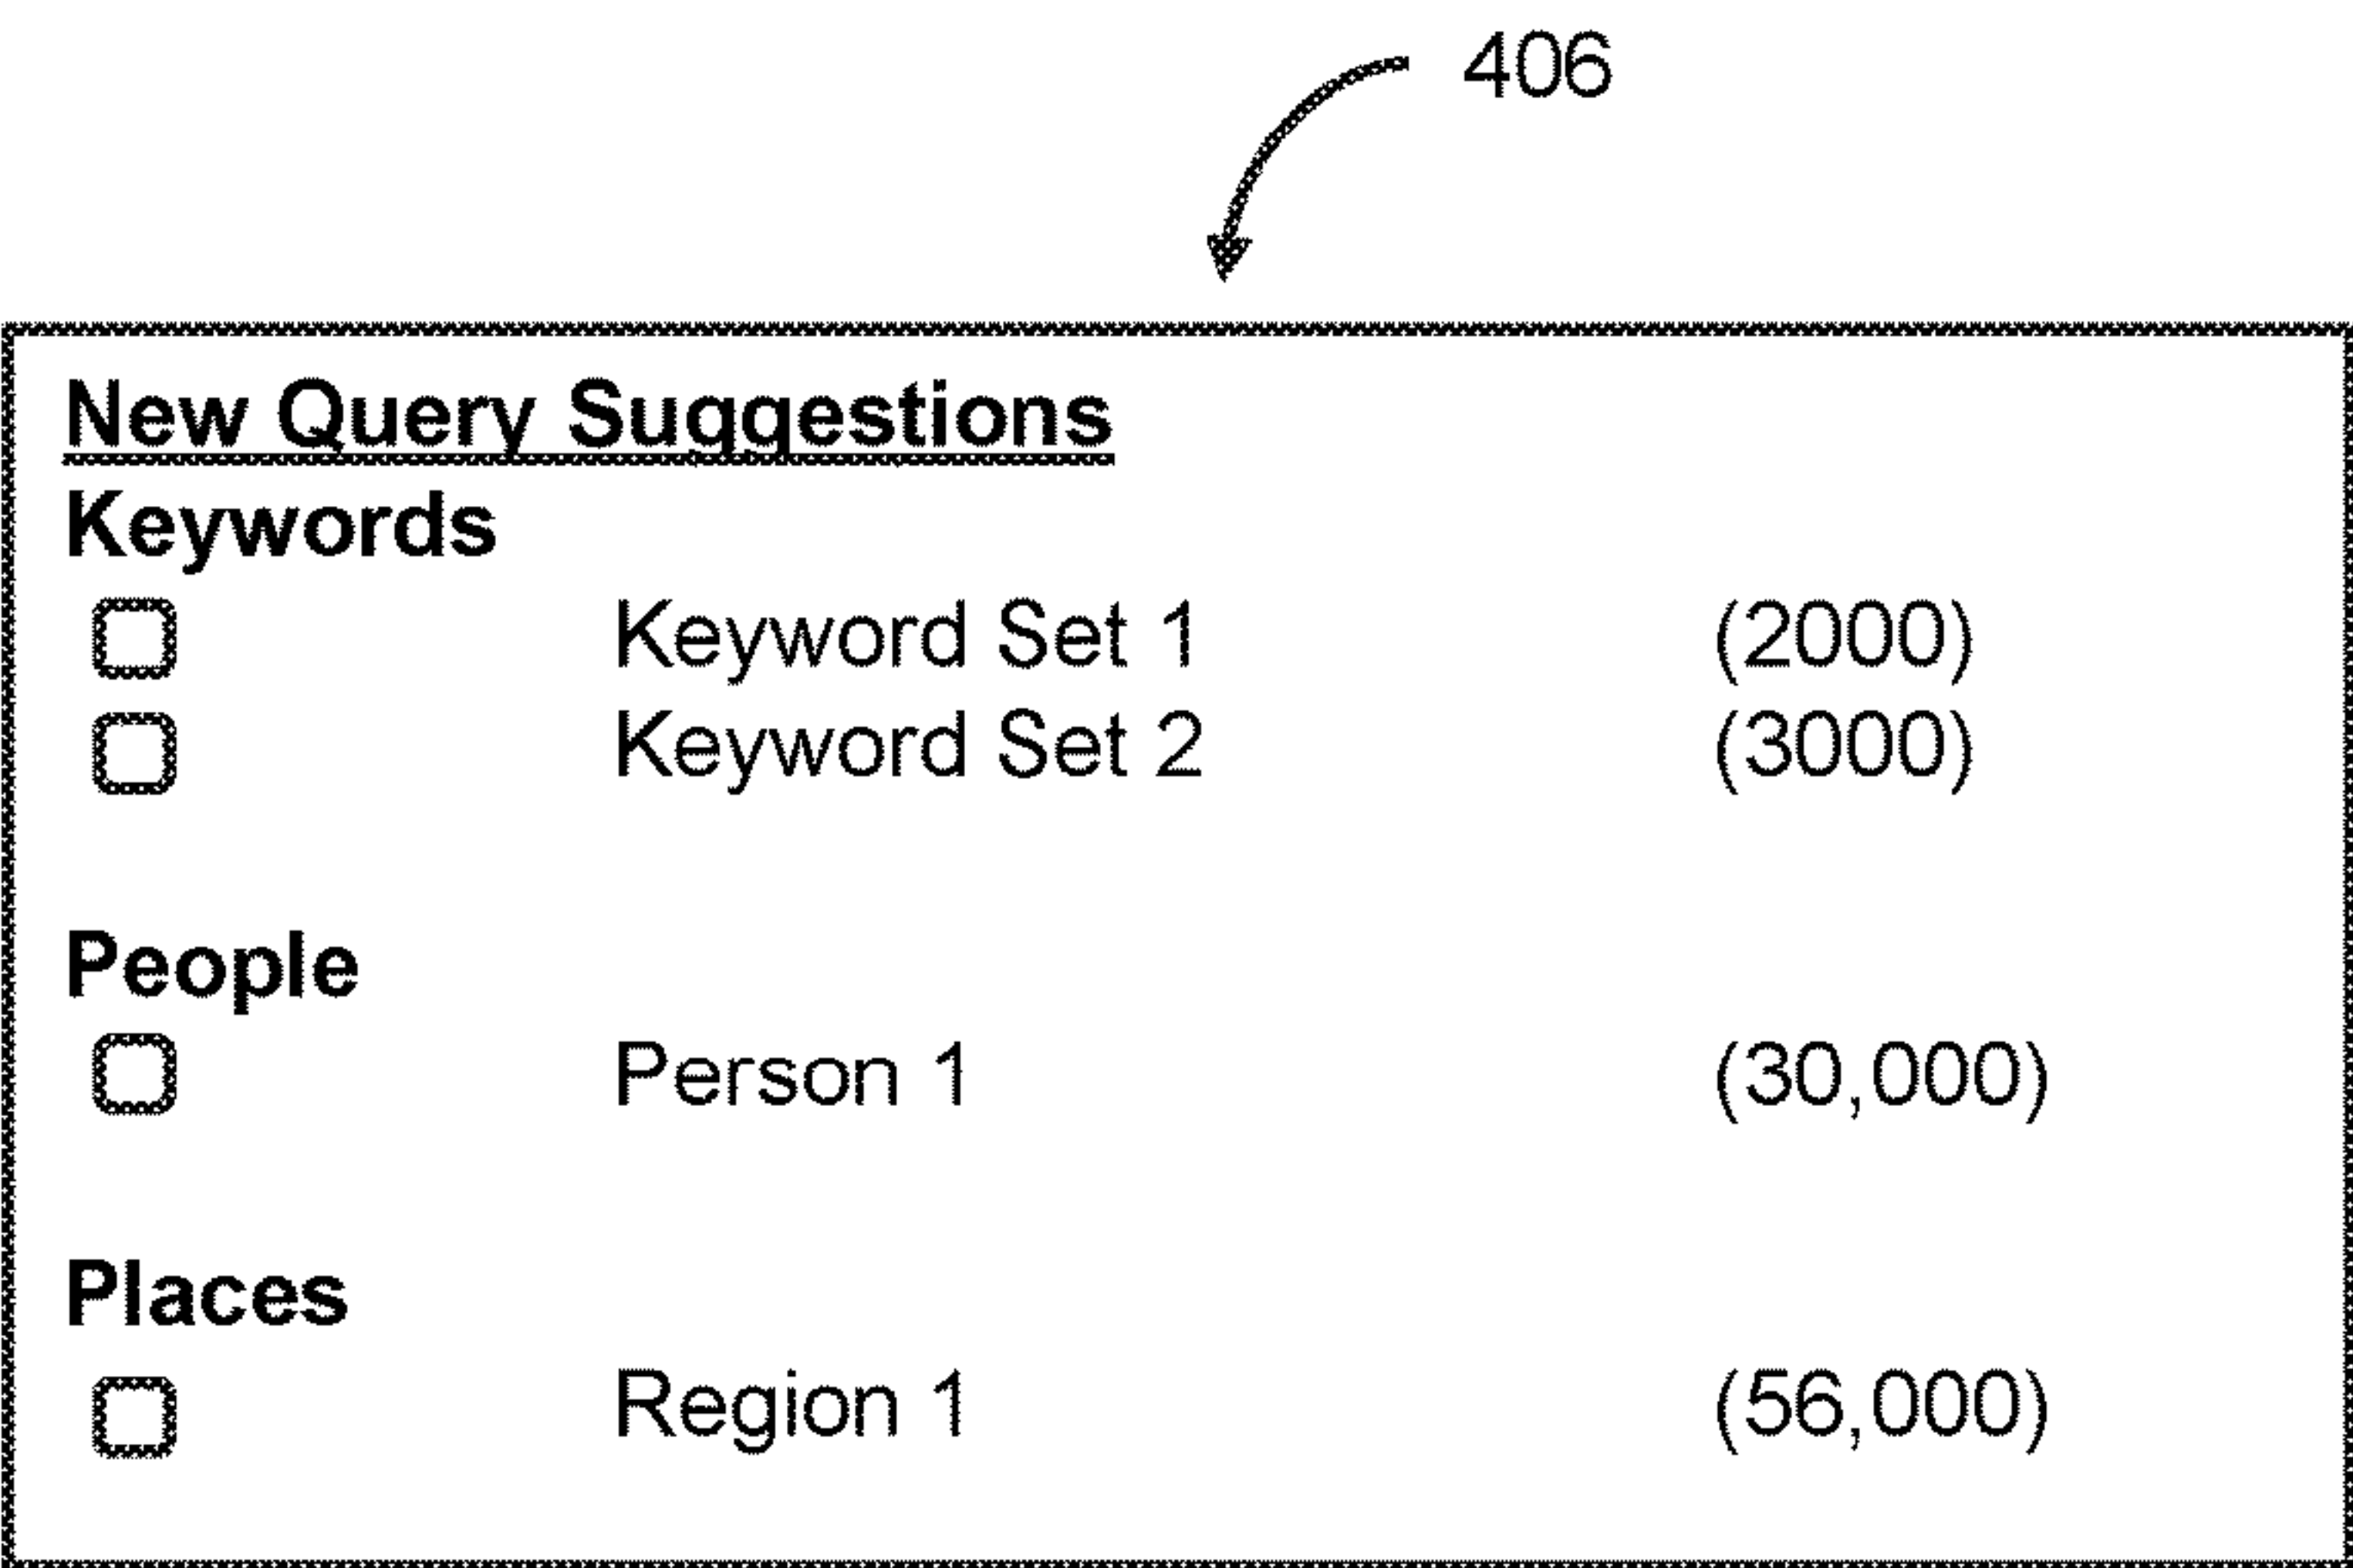 406
New Query Suggestions
Keywords
Keyword Set 1 (2000)
Keyword Set 2 (3000)
People
Person 1 (30,000)
Places
Region 1 (56,000)